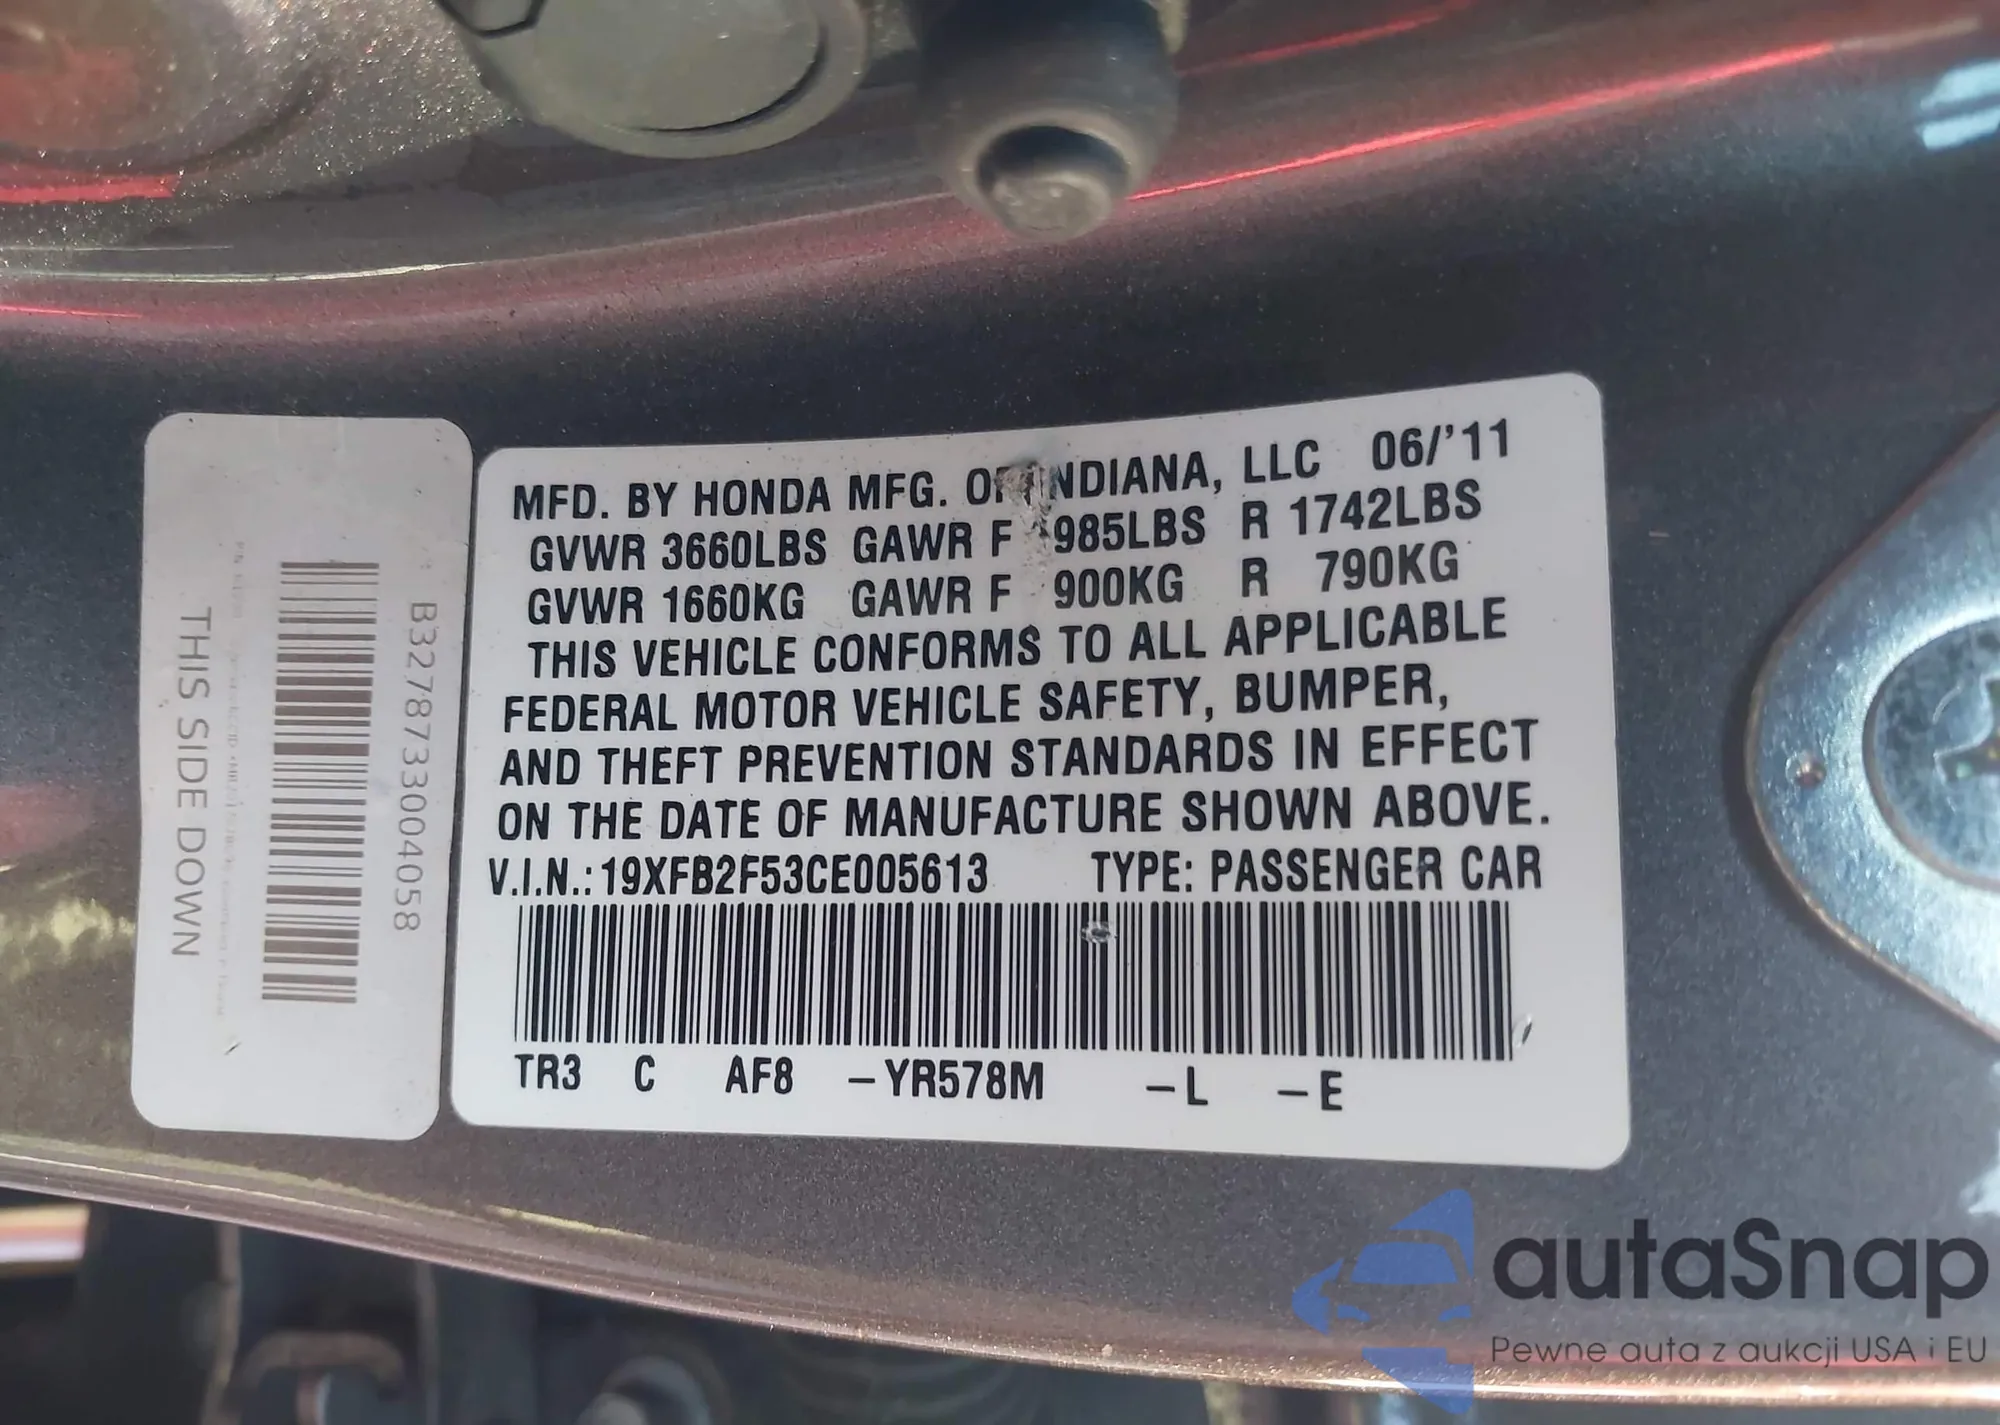 MFD. BY HONDA MFG. OF INDIANA, LLC 06/'11
GVWR 3660LBS GAWR F 985LBS R 1742LBS
GVWR 1660KG GAWR F 900KG R 790KG
THIS VEHICLE CONFORMS TO ALL APPLICABLE
FEDERAL MOTOR VEHICLE SAFETY, BUMPER,
AND THEFT PREVENTION STANDARDS IN EFFECT
ON THE DATE OF MANUFACTURE SHOWN ABOVE.
V.I.N.: 19XFB2F53CE005613 TYPE: PASSENGER CAR
TR3 C AF8 –YR578M –L –E
B3278733004058
THIS SIDE DOWN
autaSnap
Pewne auta z aukcji USA i EU